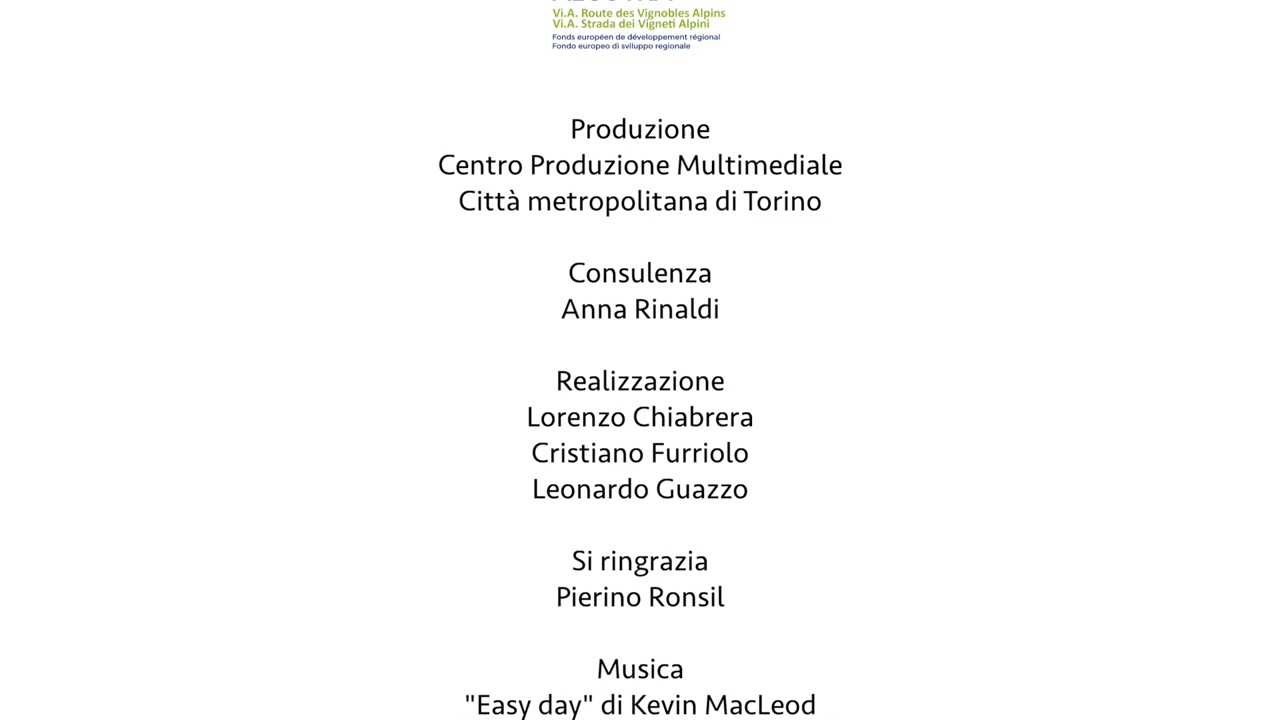 Vi.A. Route des Vignobles Alpins
Vi.A. Strada dei Vigneti Alpini
Fonds européen de développement régional
Fondo europeo di sviluppo regionale
Produzione
Centro Produzione Multimediale
Città metropolitana di Torino
Consulenza
Anna Rinaldi
Realizzazione
Lorenzo Chiabrera
Cristiano Furriolo
Leonardo Guazzo
Si ringrazia
Pierino Ronsil
Musica
"Easy day" di Kevin MacLeod